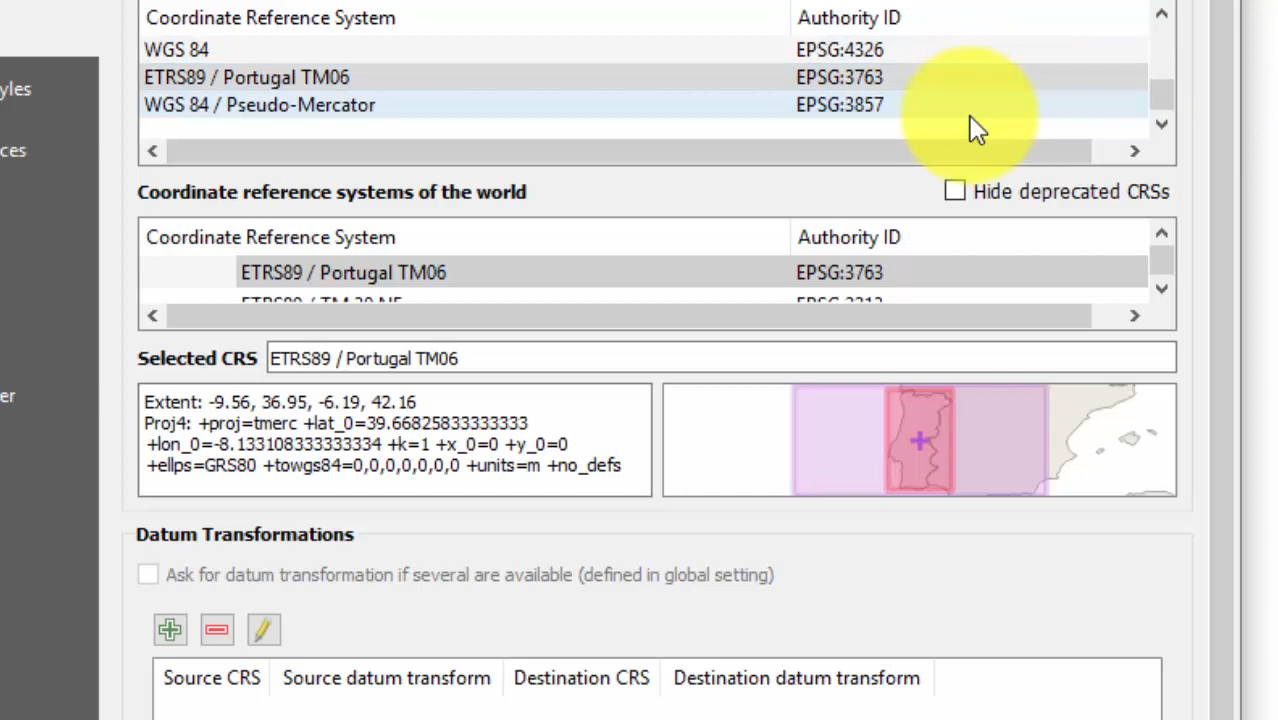 Coordinate Reference System Authority ID
WGS 84 EPSG:4326
ETRS89 / Portugal TM06 EPSG:3763
WGS 84 / Pseudo-Mercator EPSG:3857
yles
ces
er
Coordinate reference systems of the world
Hide deprecated CRSs
Coordinate Reference System Authority ID
ETRS89 / Portugal TM06 EPSG:3763
Selected CRS ETRS89 / Portugal TM06
Extent: -9.56, 36.95, -6.19, 42.16
Proj4: +proj=tmerc +lat_0=39.66825833333333
+lon_0=-8.133108333333334 +k=1 +x_0=0 +y_0=0
+ellps=GRS80 +towgs84=0,0,0,0,0,0,0 +units=m +no_defs
Datum Transformations
Ask for datum transformation if several are available (defined in global setting)
Source CRS Source datum transform Destination CRS Destination datum transform